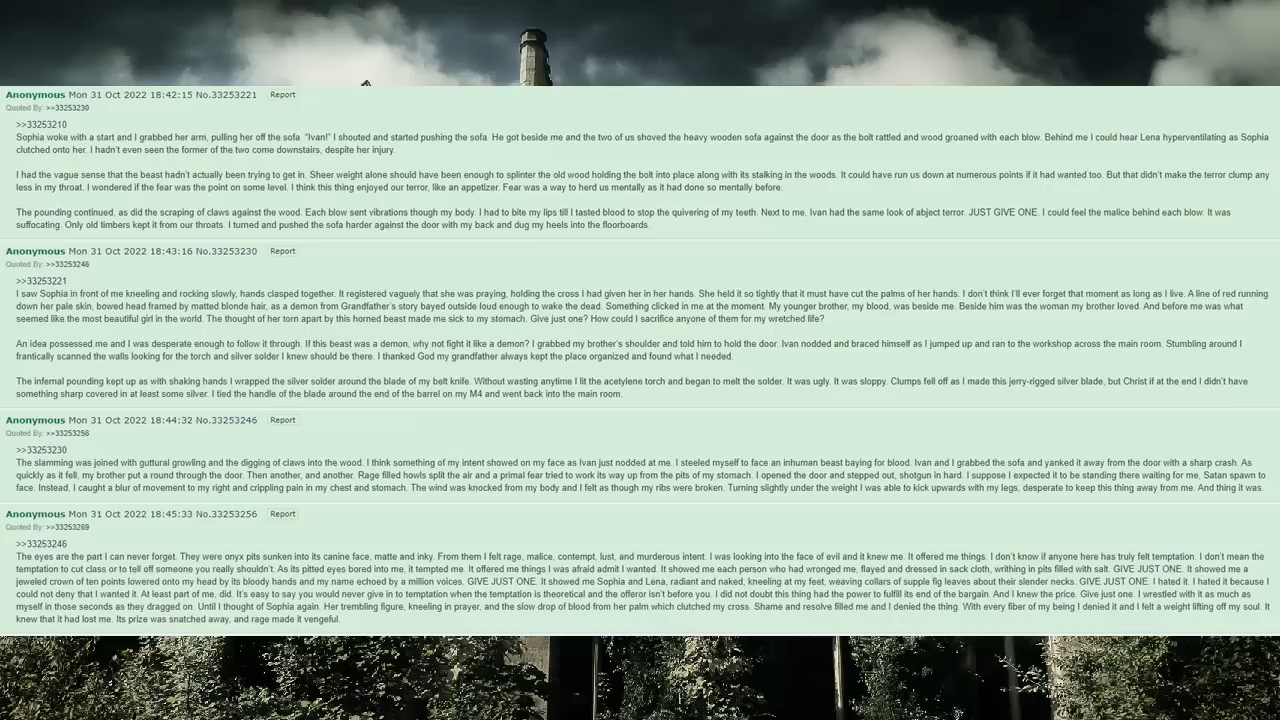 Anonymous Mon 31 Oct 2022 18:42:15 No.33253221 Report
Quoted By: >>33253230
>>33253210
Sophia woke with a start and I grabbed her arm, pulling her off the sofa. “Ivan!” I shouted and started pushing the sofa. He got beside me and the two of us shoved the heavy wooden sofa against the door as the bolt rattled and wood groaned with each blow. Behind me I could hear Lena hyperventilating as Sophia
clutched onto her. I hadn’t even seen the former of the two come downstairs, despite her injury.
I had the vague sense that the beast hadn’t actually been trying to get in. Sheer weight alone should have been enough to splinter the old wood holding the bolt into place along with its stalking in the woods. It could have run us down at numerous points if it had wanted too. But that didn’t make the terror clump any
less in my throat. I wondered if the fear was the point on some level. I think this thing enjoyed our terror, like an appetizer. Fear was a way to herd us mentally as it had done so mentally before.
The pounding continued, as did the scraping of claws against the wood. Each blow sent vibrations though my body. I had to bite my lips till I tasted blood to stop the quivering of my teeth. Next to me, Ivan had the same look of abject terror. JUST GIVE ONE. I could feel the malice behind each blow. It was
suffocating. Only old timbers kept it from our throats. I turned and pushed the sofa harder against the door with my back and dug my heels into the floorboards.
Anonymous Mon 31 Oct 2022 18:43:16 No.33253230 Report
Quoted By: >>33253246
>>33253221
I saw Sophia in front of me kneeling and rocking slowly, hands clasped together. It registered vaguely that she was praying, holding the cross I had given her in her hands. She held it so tightly that it must have cut the palms of her hands. I don’t think I’ll ever forget that moment as long as I live. A line of red running
down her pale skin, bowed head framed by matted blonde hair, as a demon from Grandfather’s story bayed outside loud enough to wake the dead. Something clicked in me at the moment. My younger brother, my blood, was beside me. Beside him was the woman my brother loved. And before me was what
seemed like the most beautiful girl in the world. The thought of her torn apart by this horned beast made me sick to my stomach. Give just one? How could I sacrifice anyone of them for my wretched life?
An idea possessed me and I was desperate enough to follow it through. If this beast was a demon, why not fight it like a demon? I grabbed my brother’s shoulder and told him to hold the door. Ivan nodded and braced himself as I jumped up and ran to the workshop across the main room. Stumbling around I
frantically scanned the walls looking for the torch and silver solder I knew should be there. I thanked God my grandfather always kept the place organized and found what I needed.
The infernal pounding kept up as with shaking hands I wrapped the silver solder around the blade of my belt knife. Without wasting anytime I lit the acetylene torch and began to melt the solder. It was ugly. It was sloppy. Clumps fell off as I made this jerry-rigged silver blade, but Christ if at the end I didn’t have
something sharp covered in at least some silver. I tied the handle of the blade around the end of the barrel on my M4 and went back into the main room.
Anonymous Mon 31 Oct 2022 18:44:32 No.33253246 Report
Quoted By: >>33253256
>>33253230
The slamming was joined with guttural growling and the digging of claws into the wood. I think something of my intent showed on my face as Ivan just nodded at me. I steeled myself to face an inhuman beast baying for blood. Ivan and I grabbed the sofa and yanked it away from the door with a sharp crash. As
quickly as it fell, my brother put a round through the door. Then another, and another. Rage filled howls split the air and a primal fear tried to work its way up from the pits of my stomach. I opened the door and stepped out, shotgun in hard. I suppose I expected it to be standing there waiting for me, Satan spawn to
face. Instead, I caught a blur of movement to my right and crippling pain in my chest and stomach. The wind was knocked from my body and I felt as though my ribs were broken. Turning slightly under the weight I was able to kick upwards with my legs, desperate to keep this thing away from me. And thing it was.
Anonymous Mon 31 Oct 2022 18:45:33 No.33253256 Report
Quoted By: >>33253269
>>33253246
The eyes are the part I can never forget. They were onyx pits sunken into its canine face, matte and inky. From them I felt rage, malice, contempt, lust, and murderous intent. I was looking into the face of evil and it knew me. It offered me things. I don’t know if anyone here has truly felt temptation. I don’t mean the
temptation to cut class or to tell off someone you really shouldn’t. As its pitted eyes bored into me, it tempted me. It offered me things I was afraid admit I wanted. It showed me each person who had wronged me, flayed and dressed in sack cloth, writhing in pits filled with salt. GIVE JUST ONE. It showed me a
jeweled crown of ten points lowered onto my head by its bloody hands and my name echoed by a million voices. GIVE JUST ONE. It showed me Sophia and Lena, radiant and naked, kneeling at my feet, weaving collars of supple fig leaves about their slender necks. GIVE JUST ONE. I hated it. I hated it because I
could not deny that I wanted it. At least part of me, did. It’s easy to say you would never give in to temptation when the temptation is theoretical and the offeror isn’t before you. I did not doubt this thing had the power to fulfill its end of the bargain. And I knew the price. Give just one. I wrestled with it as much as
myself in those seconds as they dragged on. Until I thought of Sophia again. Her trembling figure, kneeling in prayer, and the slow drop of blood from her palm which clutched my cross. Shame and resolve filled me and I denied the thing. With every fiber of my being I denied it and I felt a weight lifting off my soul. It
knew that it had lost me. Its prize was snatched away, and rage made it vengeful.